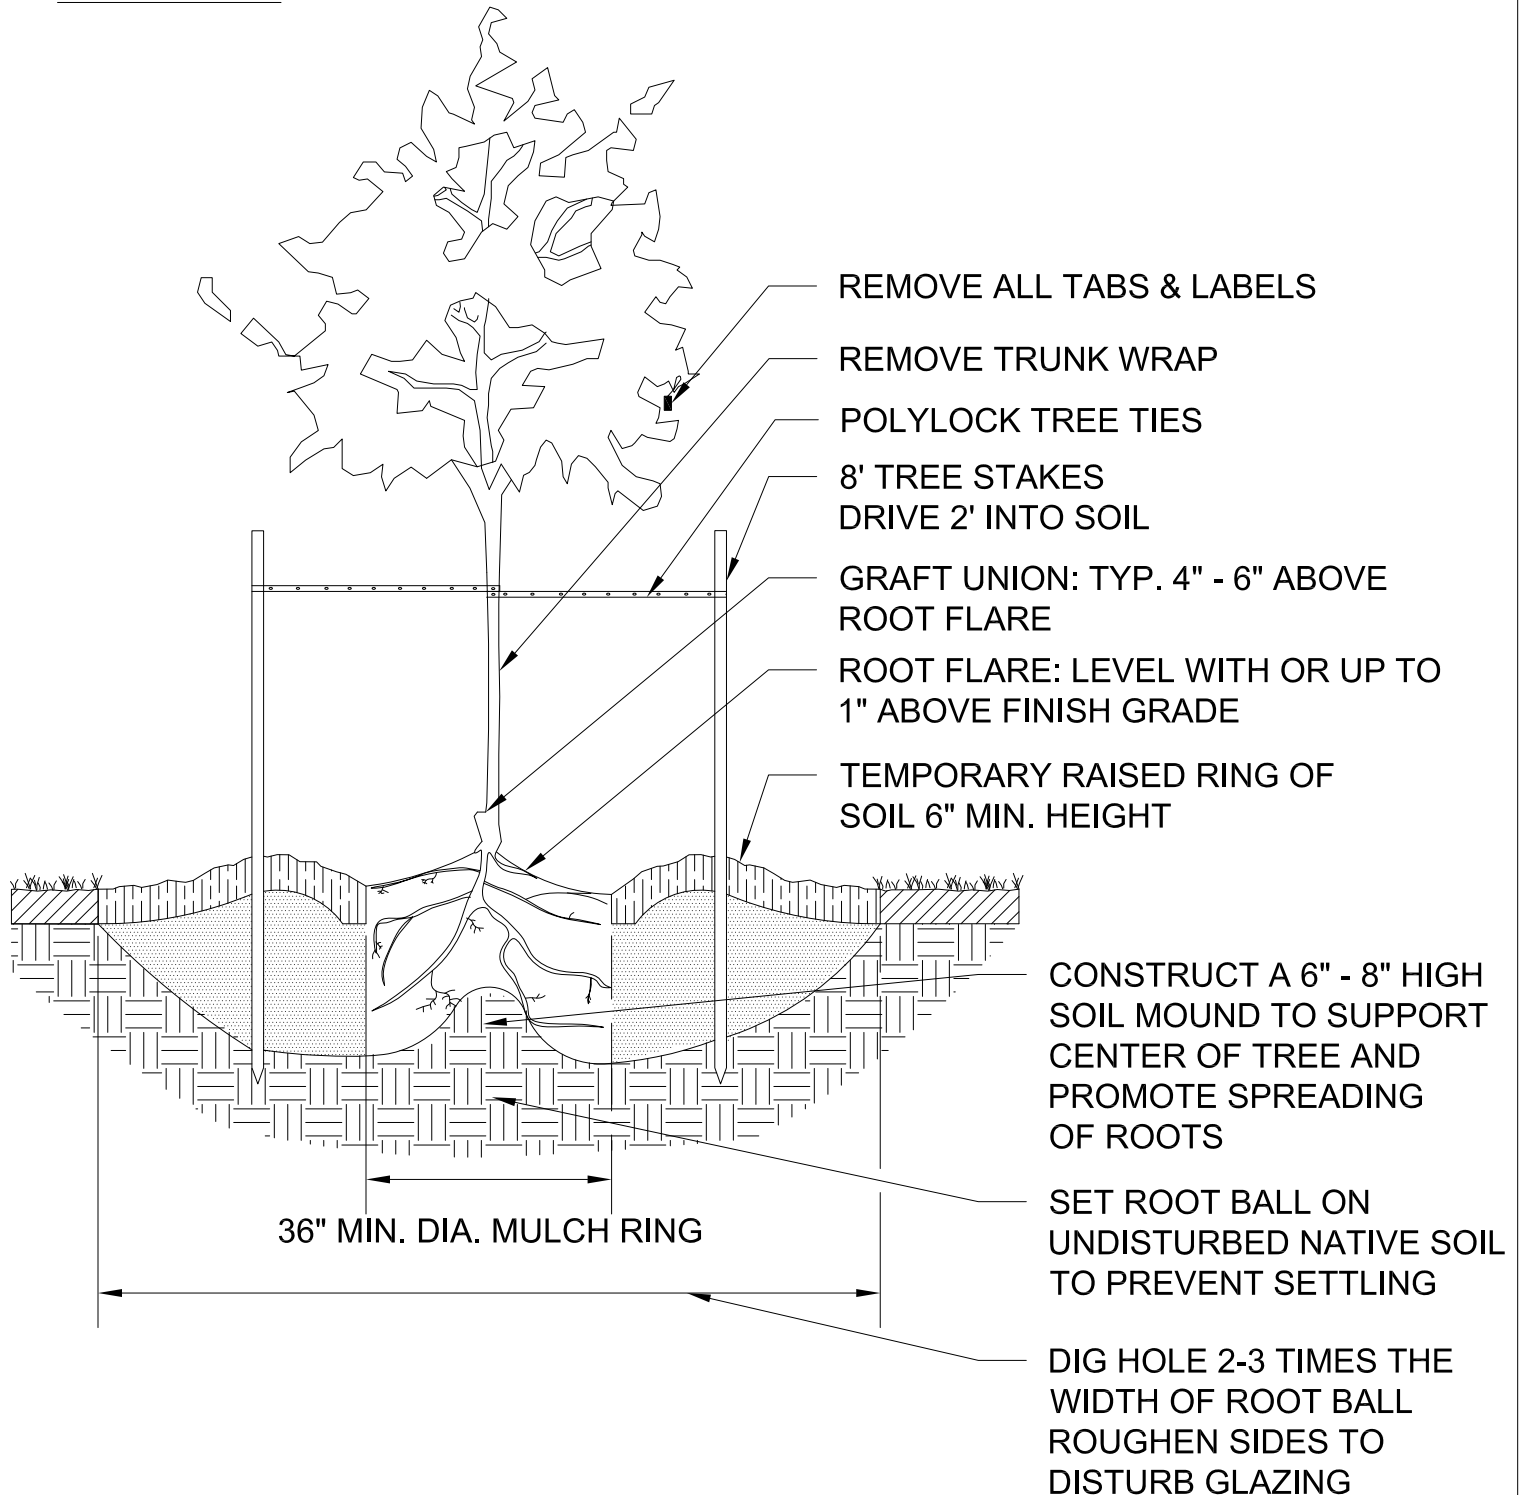 REMOVE ALL TABS & LABELS
REMOVE TRUNK WRAP
POLYLOCK TREE TIES
8' TREE STAKES
DRIVE 2' INTO SOIL
GRAFT UNION: TYP. 4" - 6" ABOVE
ROOT FLARE
ROOT FLARE: LEVEL WITH OR UP TO
1" ABOVE FINISH GRADE
TEMPORARY RAISED RING OF
SOIL 6" MIN. HEIGHT
CONSTRUCT A 6" - 8" HIGH
SOIL MOUND TO SUPPORT
CENTER OF TREE AND
PROMOTE SPREADING
OF ROOTS
36" MIN. DIA. MULCH RING
SET ROOT BALL ON
UNDISTURBED NATIVE SOIL
TO PREVENT SETTLING
DIG HOLE 2-3 TIMES THE
WIDTH OF ROOT BALL
ROUGHEN SIDES TO
DISTURB GLAZING